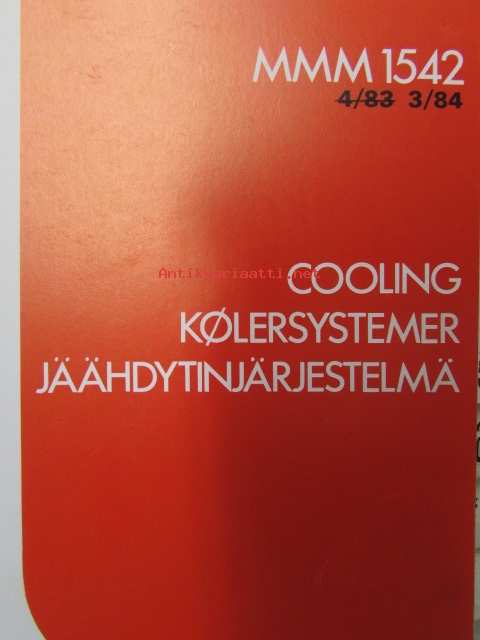 MMM 1542
4/83 3/84
Antikvariaatti.net
COOLING
KØLERSYSTEMER
JÄÄHDYTINJÄRJESTELMÄ